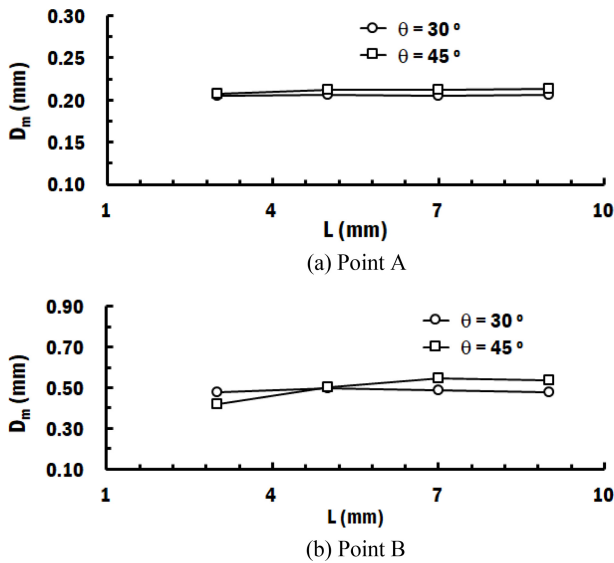 0.30
θ = 30 º
θ = 45 º
0.25
0.20
0.15
0.10
Dm (mm)
1 4 7 10
L (mm)
(a) Point A
0.90
θ = 30 º
θ = 45 º
0.70
0.50
0.30
0.10
Dm (mm)
1 4 7 10
L (mm)
(b) Point B